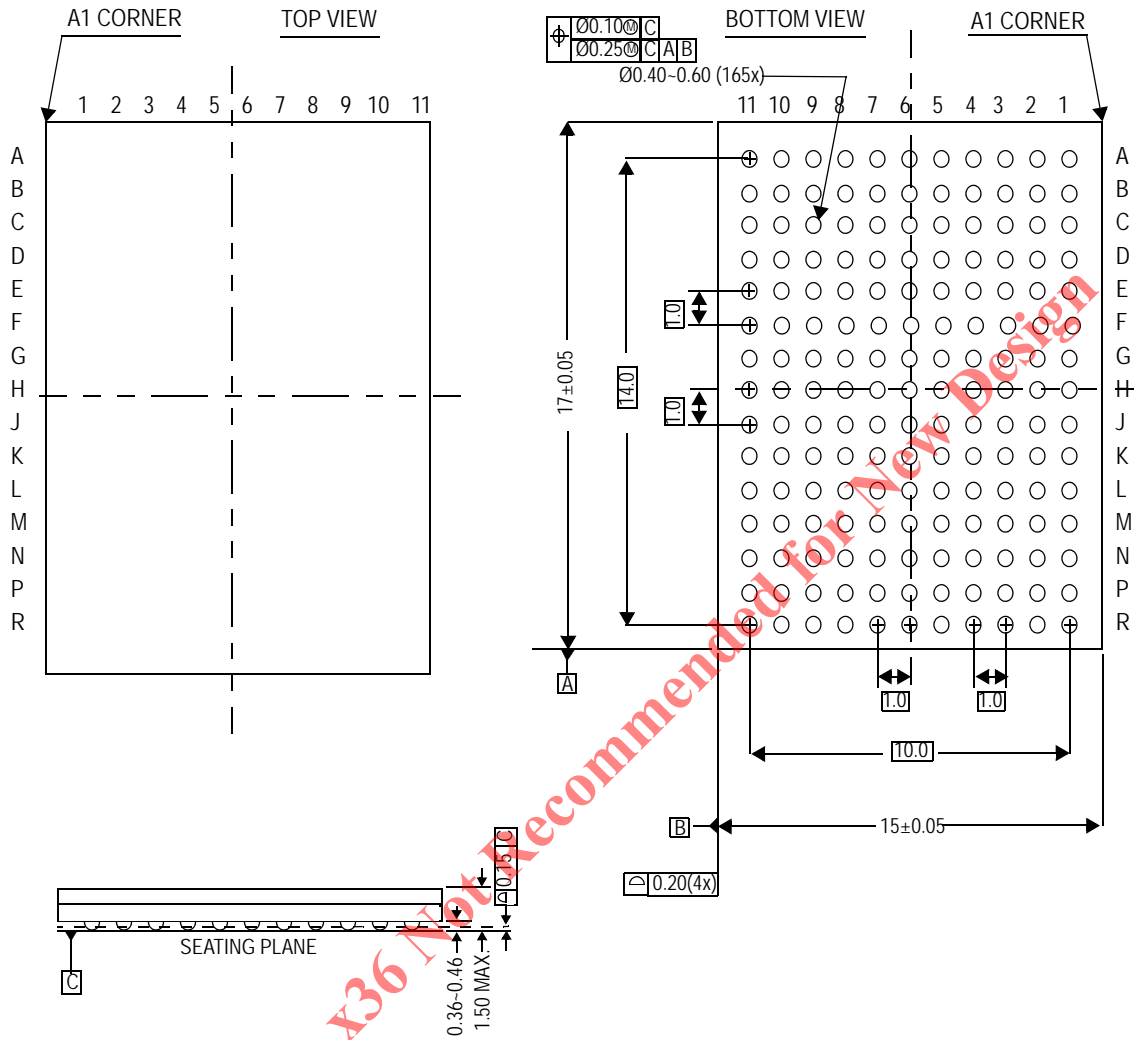 A1 CORNER
TOP VIEW
1 2 3 4 5 6 7 8 9 10 11
A
B
C
D
E
F
G
H
J
K
L
M
N
P
R
Ø0.10Ⓜ C
Ø0.25Ⓜ C A B
BOTTOM VIEW
A1 CORNER
Ø0.40~0.60 (165x)
11 10 9 8 7 6 5 4 3 2 1
A
B
C
D
E
F
G
H
J
K
L
M
N
P
R
17±0.05
14.0
1.0
1.0
A
1.0
1.0
10.0
B
15±0.05
0.20(4x)
0.15 C
SEATING PLANE
C
0.36~0.46
1.50 MAX.
x36 Not Recommended for New Design